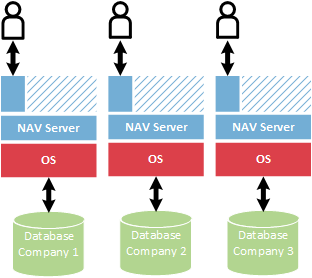 NAV Server
NAV Server
NAV Server
OS
OS
OS
Database
Company 1
Database
Company 2
Database
Company 3